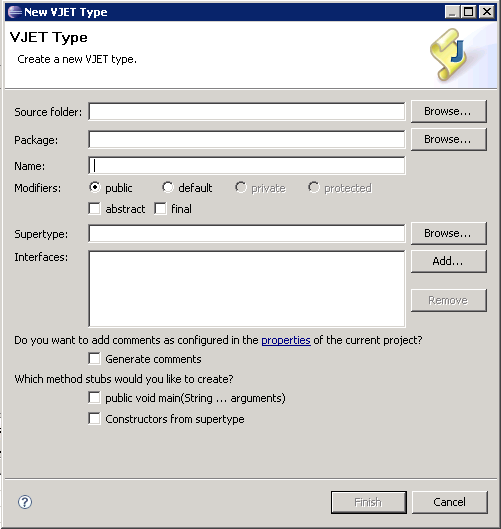 New VJET Type
VJET Type
Create a new VJET type.
J
Source folder: Browse...
Package: Browse...
Name:
Modifiers: public default private protected
abstract final
Supertype: Browse...
Interfaces: Add...
Remove
Do you want to add comments as configured in the properties of the current project?
Generate comments
Which method stubs would you like to create?
public void main(String ... arguments)
Constructors from supertype
? Finish Cancel